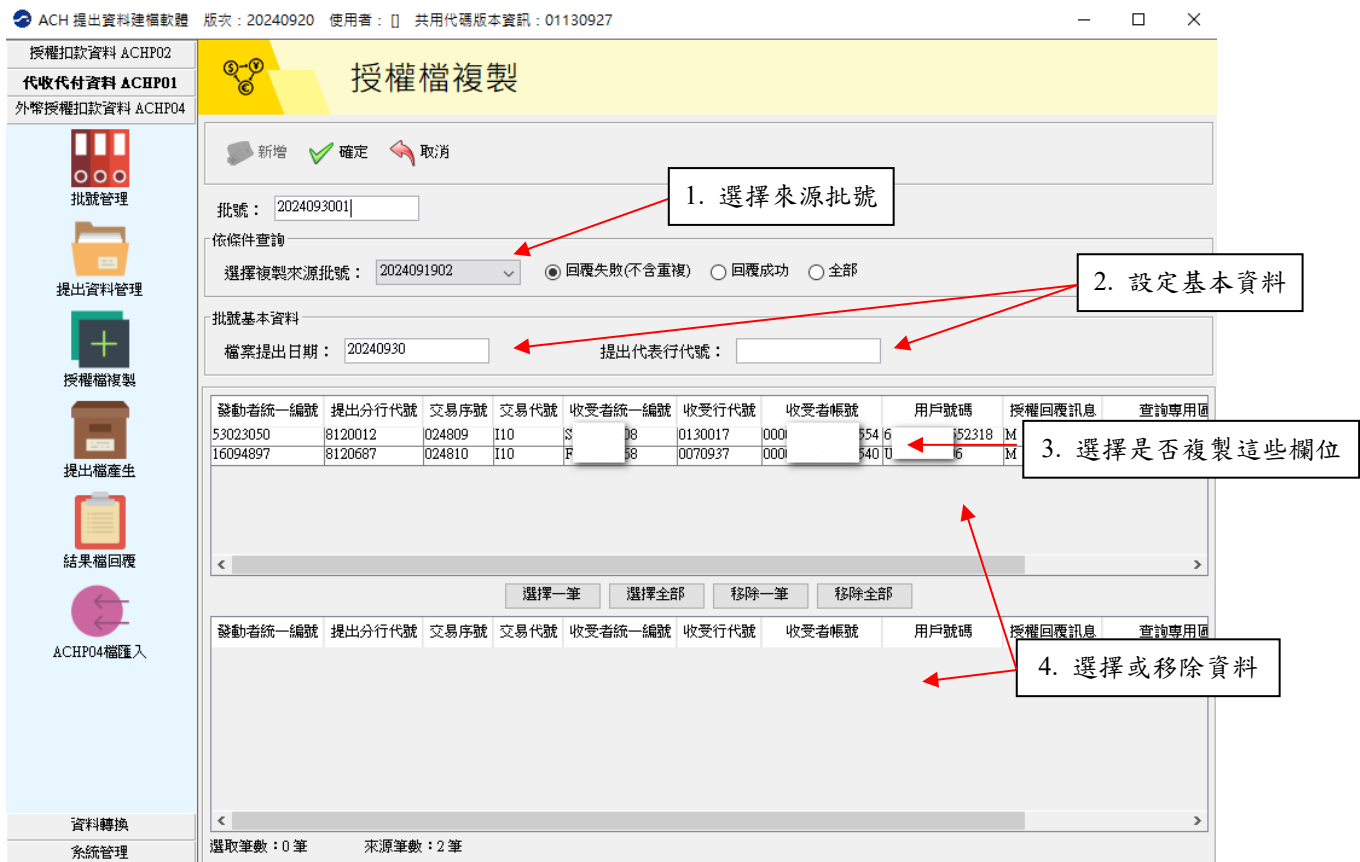 ACH 提出資料建檔軟體 版次：20240920 使用者：[] 共用代碼版本資訊：01130927
授權扣款資料 ACHP02
代收代付資料 ACHP01
外幣授權扣款資料 ACHP04
授權檔複製
批號管理
提出資料管理
授權檔複製
提出檔產生
結果檔回覆
ACHP04檔匯入
資料轉換
系統管理
新增 確定 取消
1. 選擇來源批號
批號： 2024093001
依條件查詢
選擇複製來源批號： 2024091902 回覆失敗(不含重複) 回覆成功 全部
2. 設定基本資料
批號基本資料
檔案提出日期： 20240930 提出代表行代號：
發動者統一編號 提出分行代號 交易序號 交易代號 收受者統一編號 收受行代號 收受者帳號 用戶號碼 授權回覆訊息 查詢專用
53023050 8120012 024809 I10 S 08 0130017 000 554 6 52318 M
16094897 8120687 024810 I10 F 58 0070937 000 540 U 6 M
3. 選擇是否複製這些欄位
選擇一筆 選擇全部 移除一筆 移除全部
發動者統一編號 提出分行代號 交易序號 交易代號 收受者統一編號 收受行代號 收受者帳號 用戶號碼 授權回覆訊息 查詢專用
4. 選擇或移除資料
選取筆數：0 筆 來源筆數：2 筆